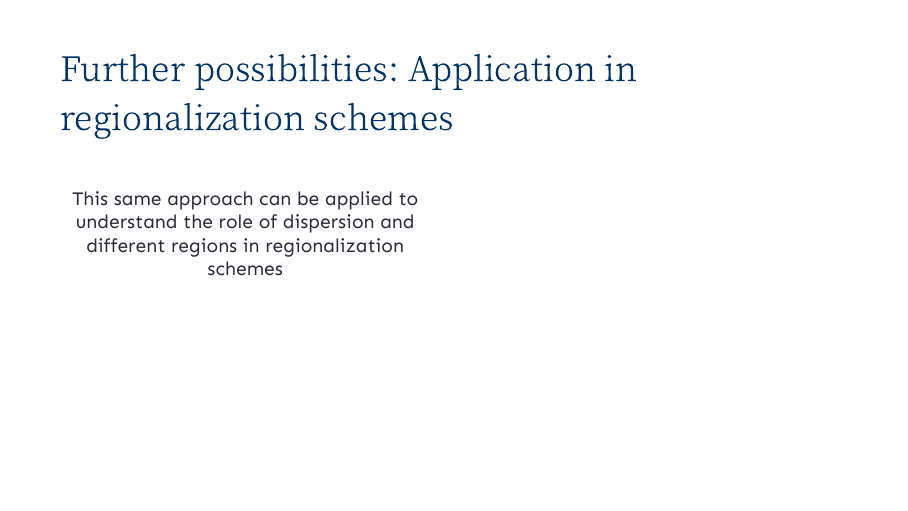 Further possibilities: Application in
regionalization schemes
This same approach can be applied to
understand the role of dispersion and
different regions in regionalization
schemes